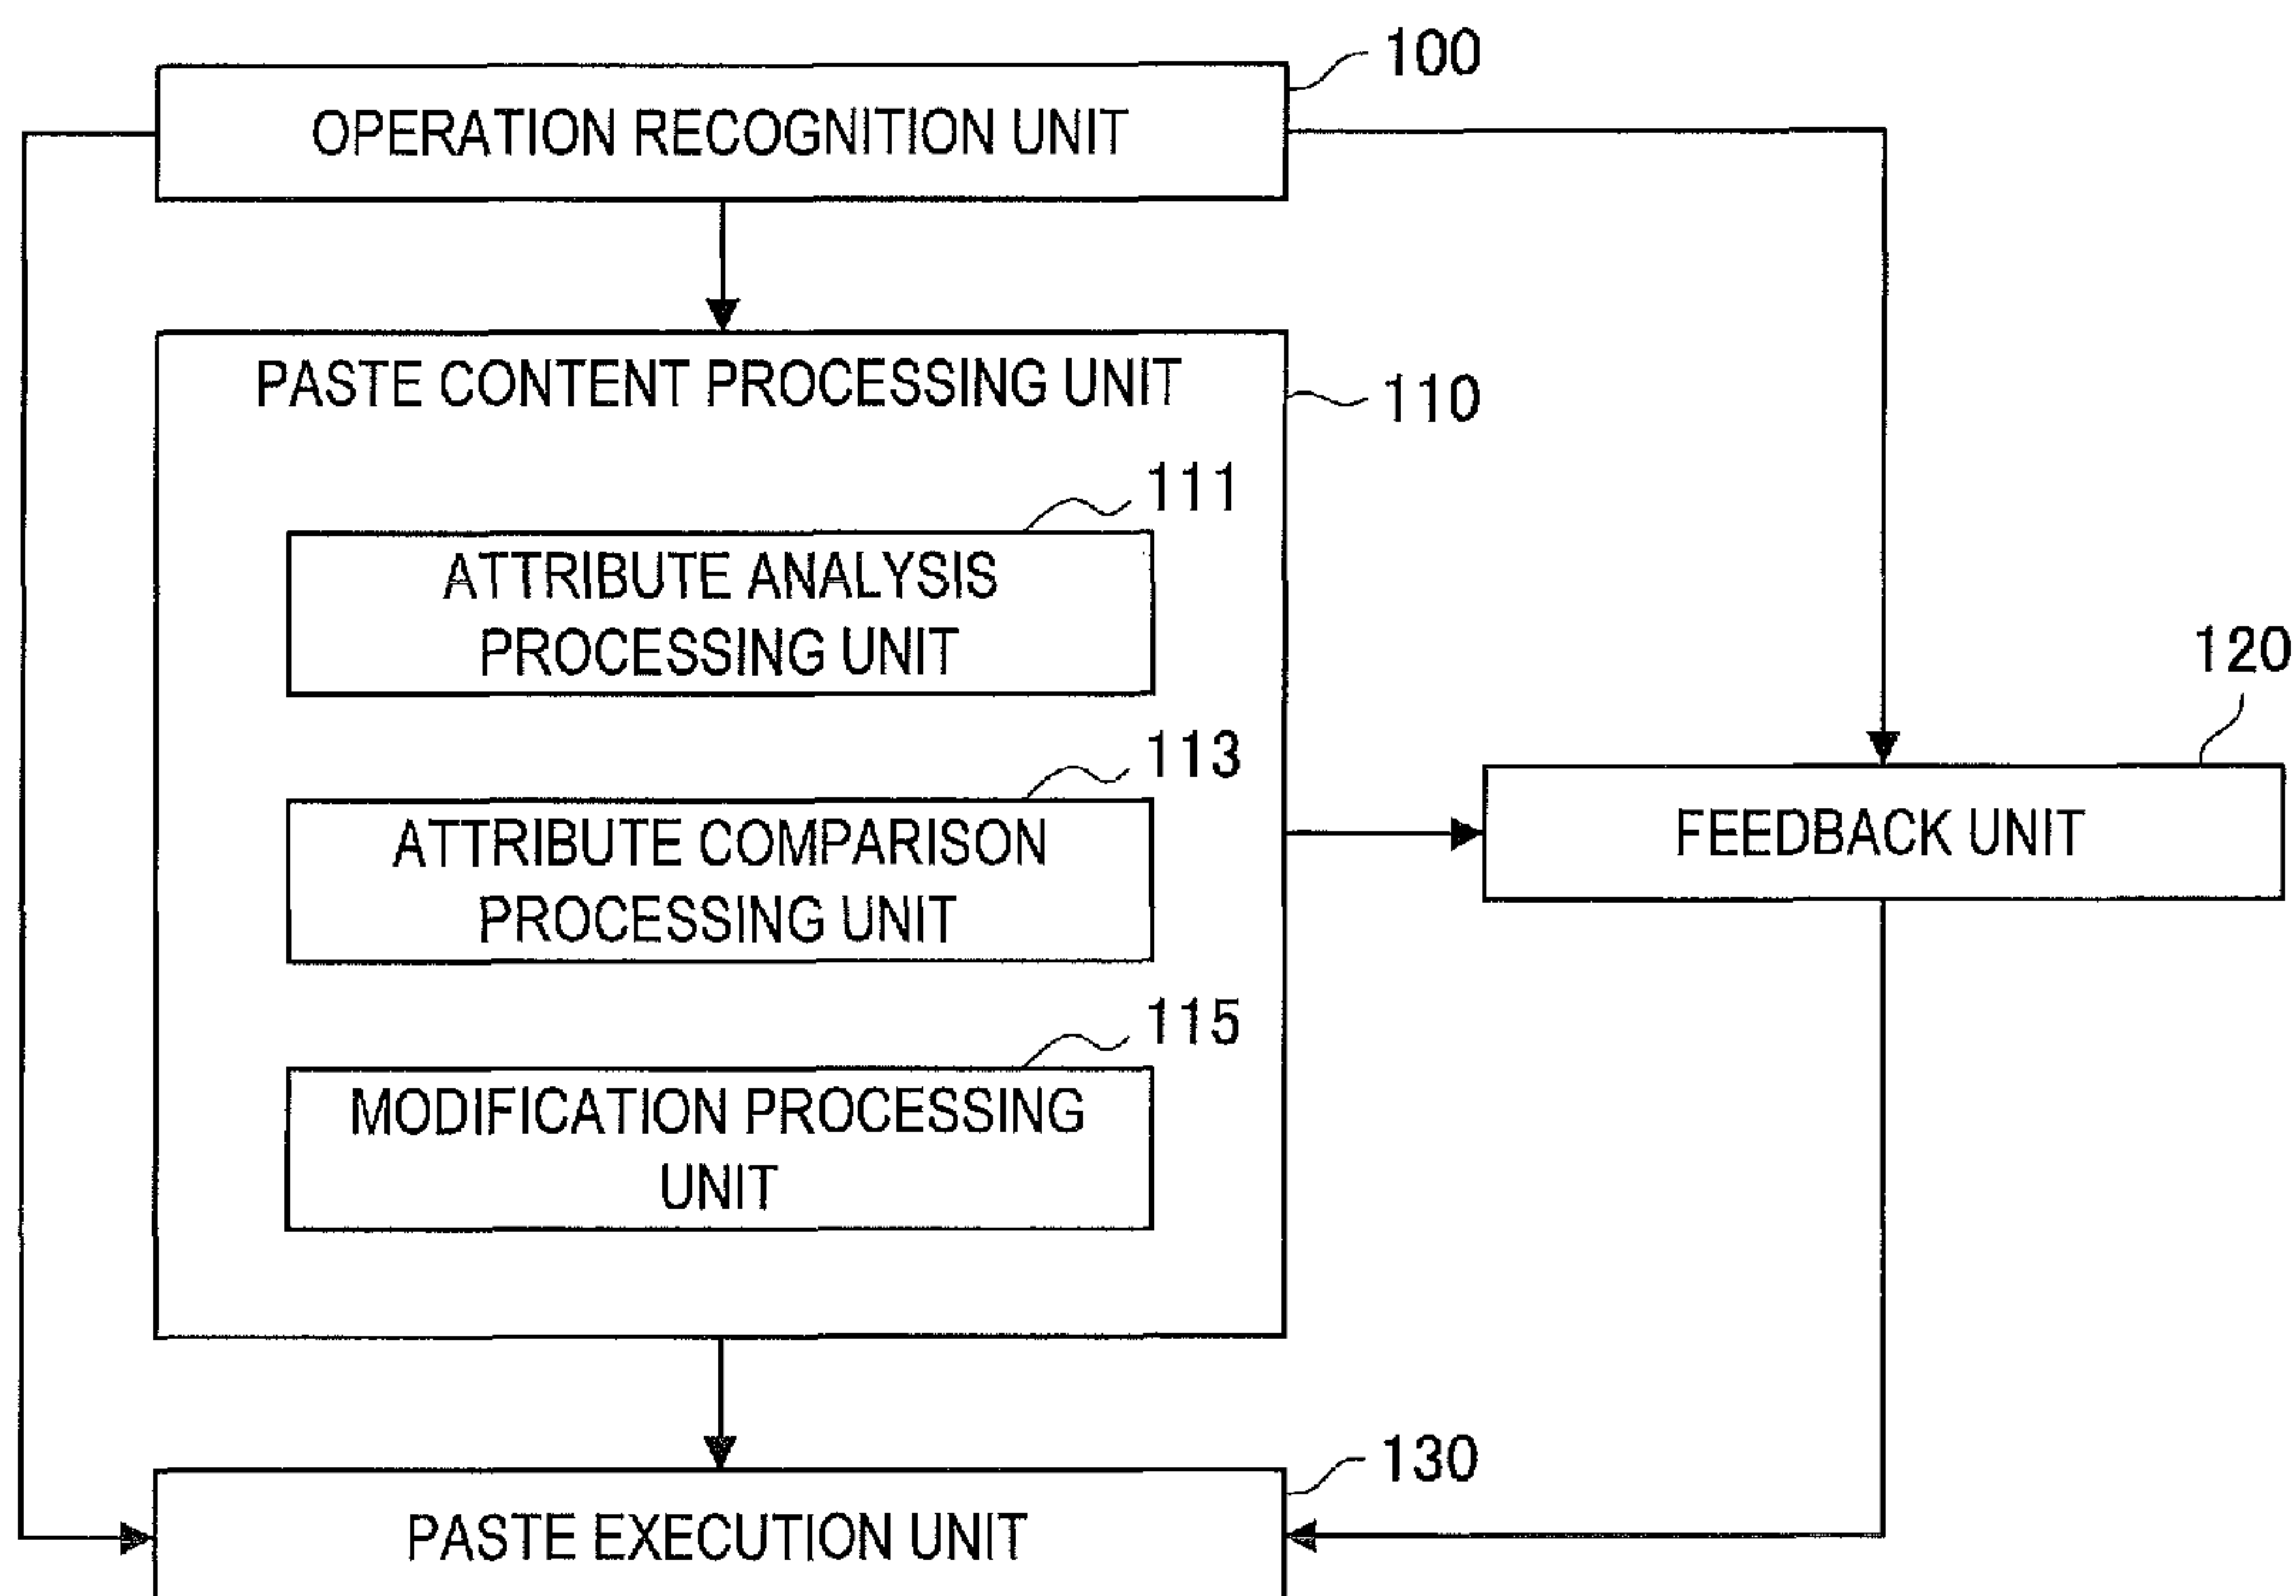 100
OPERATION RECOGNITION UNIT
PASTE CONTENT PROCESSING UNIT
110
111
ATTRIBUTE ANALYSIS
PROCESSING UNIT
120
113
ATTRIBUTE COMPARISON
PROCESSING UNIT
FEEDBACK UNIT
115
MODIFICATION PROCESSING
UNIT
130
PASTE EXECUTION UNIT